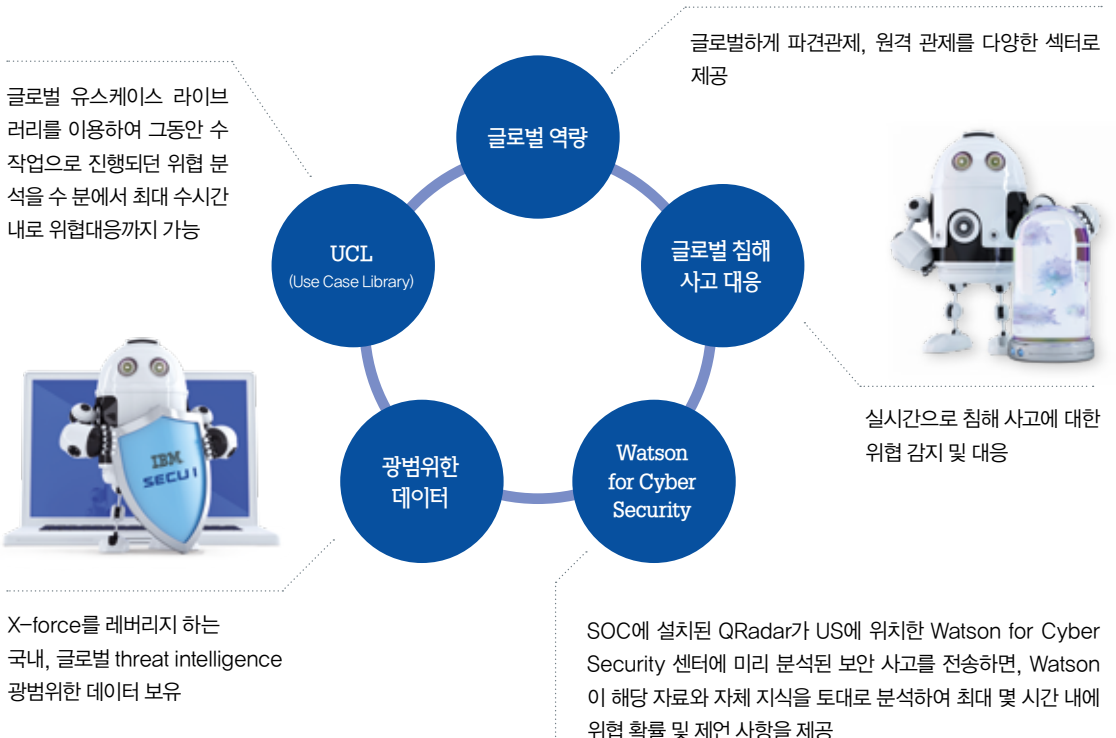 글로벌하게 파견관제, 원격 관제를 다양한 섹터로
제공
글로벌 유스케이스 라이브
러리를 이용하여 그동안 수
작업으로 진행되던 위협 분
석을 수 분에서 최대 수시간
내로 위협대응까지 가능
글로벌 역량
UCL
(Use Case Library)
글로벌 침해
사고 대응
실시간으로 침해 사고에 대한
위협 감지 및 대응
IBM
SECUI
광범위한
데이터
Watson
for Cyber
Security
X-force를 레버리지 하는
국내, 글로벌 threat intelligence
광범위한 데이터 보유
SOC에 설치된 QRadar가 US에 위치한 Watson for Cyber
Security 센터에 미리 분석된 보안 사고를 전송하면, Watson
이 해당 자료와 자체 지식을 토대로 분석하여 최대 몇 시간 내에
위협 확률 및 제언 사항을 제공